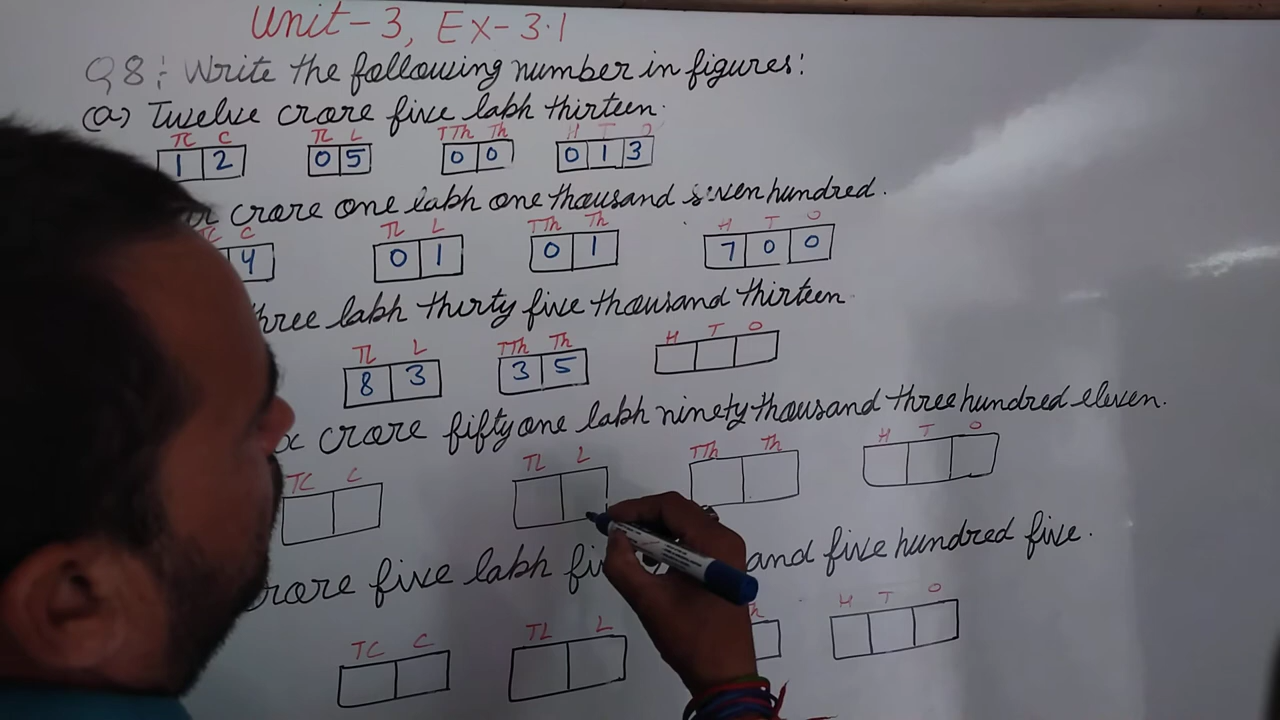 Unit-3, Ex-3.1
Q8: Write the following number in figures:
(a) Twelve crore five lakh thirteen.
TC C TL L TTh Th H T O
1 2 0 5 0 0 0 1 3
crore one lakh one thousand seven hundred.
C TL L TTh Th H T O
4 0 1 0 1 7 0 0
three lakh thirty five thousand thirteen
TL L TTh Th H T O
8 3 3 5
crore fifty one lakh ninety thousand three hundred eleven.
TC C TL L TTh Th H T O
crore five lakh and five hundred five.
TC C TL L H T O